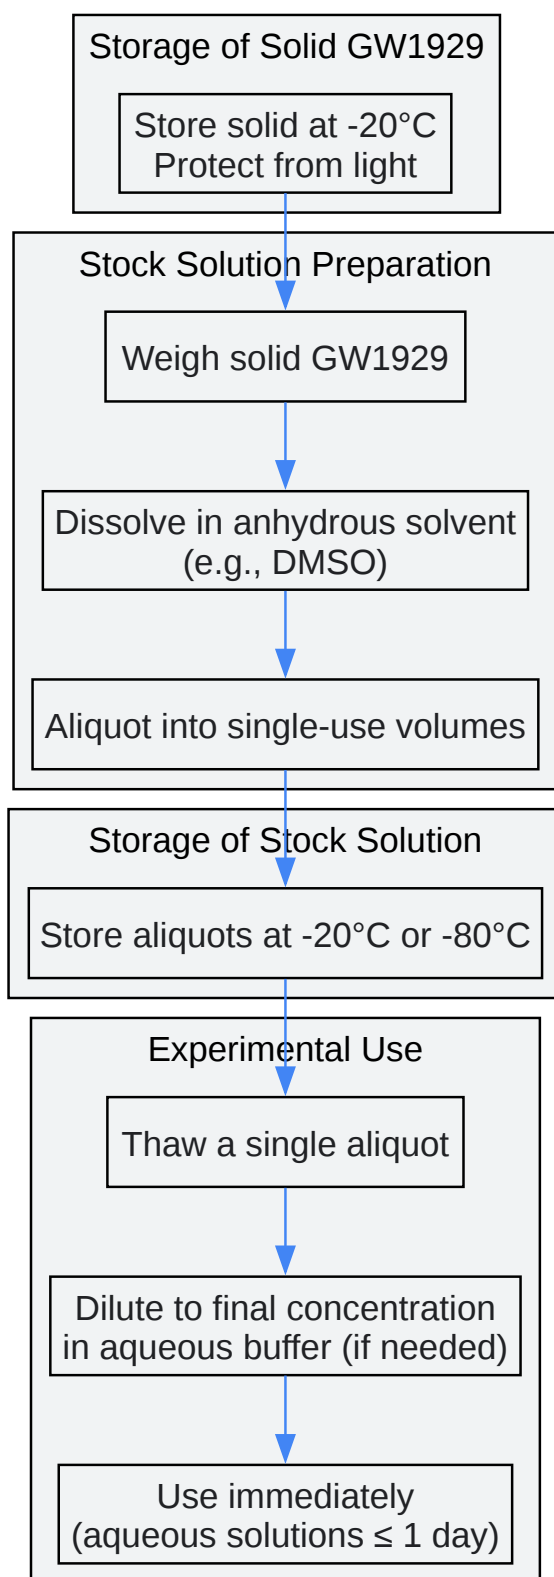 Storage of Solid GW1929
Store solid at -20°C
Protect from light
Stock Solution Preparation
Weigh solid GW1929
Dissolve in anhydrous solvent
(e.g., DMSO)
Aliquot into single-use volumes
Storage of Stock Solution
Store aliquots at -20°C or -80°C
Experimental Use
Thaw a single aliquot
Dilute to final concentration
in aqueous buffer (if needed)
Use immediately
(aqueous solutions ≤ 1 day)